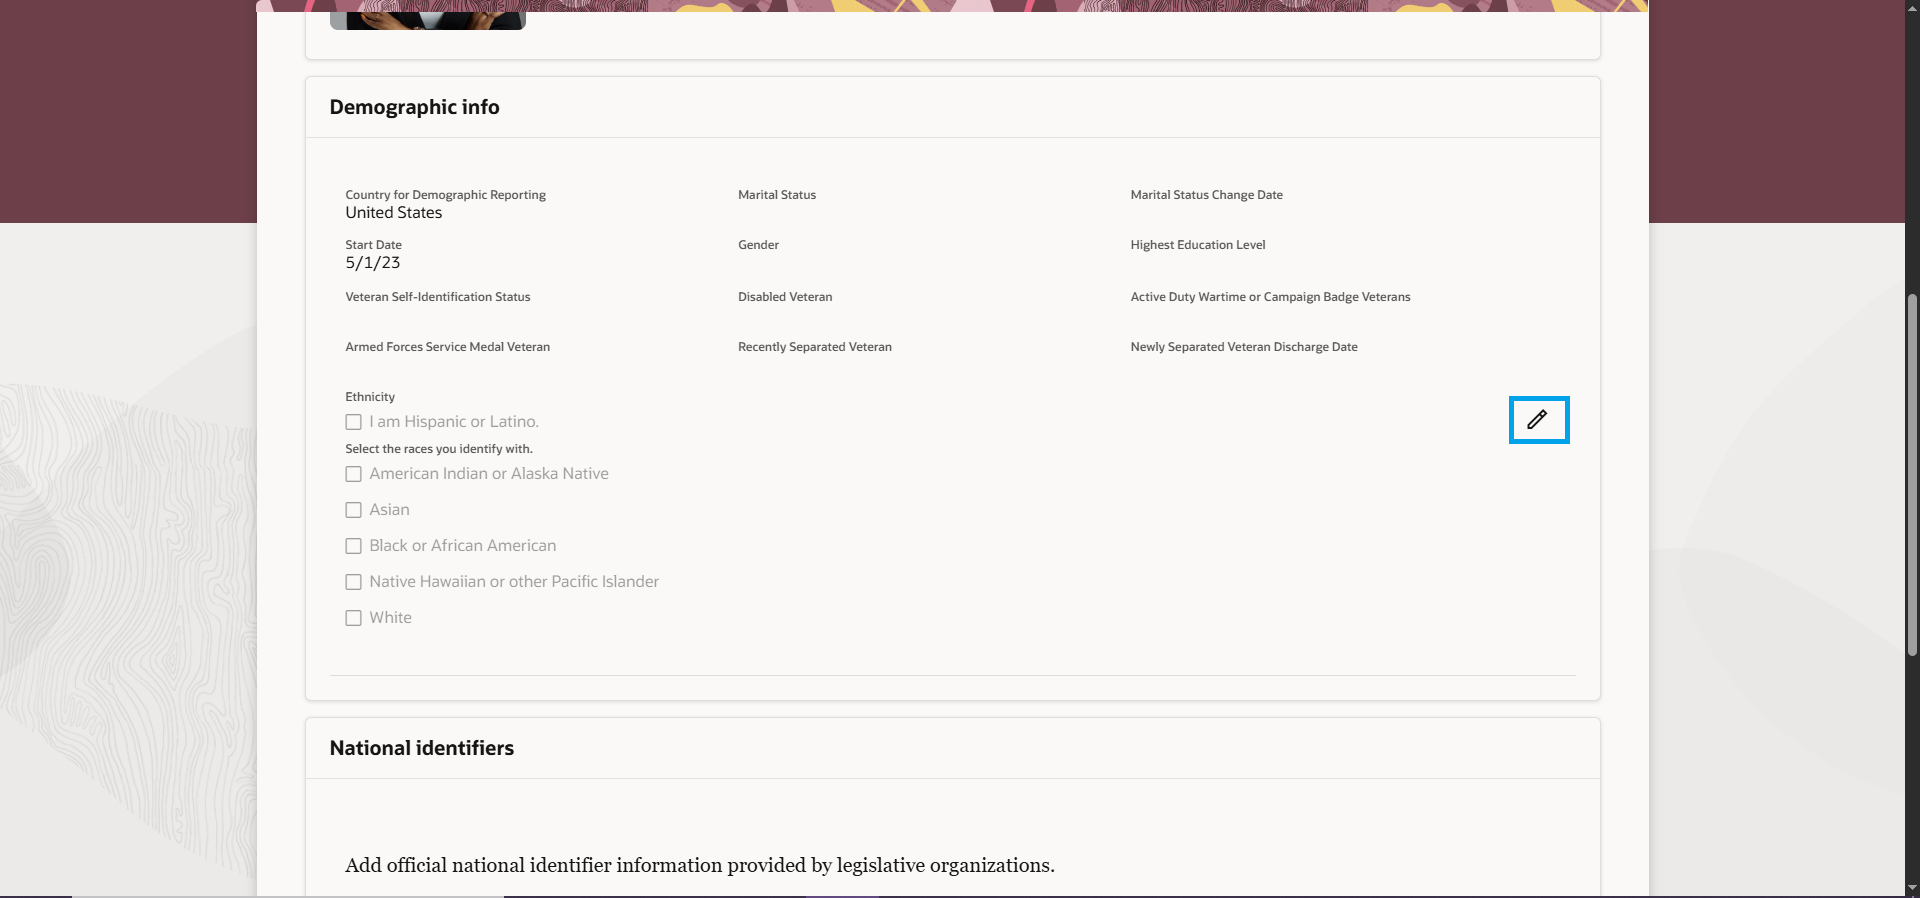 Demographic info
Country for Demographic Reporting
United States
Marital Status
Marital Status Change Date
Start Date
5/1/23
Gender
Highest Education Level
Veteran Self-Identification Status
Disabled Veteran
Active Duty Wartime or Campaign Badge Veterans
Armed Forces Service Medal Veteran
Recently Separated Veteran
Newly Separated Veteran Discharge Date
Ethnicity
I am Hispanic or Latino.
Select the races you identify with.
American Indian or Alaska Native
Asian
Black or African American
Native Hawaiian or other Pacific Islander
White
National identifiers
Add official national identifier information provided by legislative organizations.